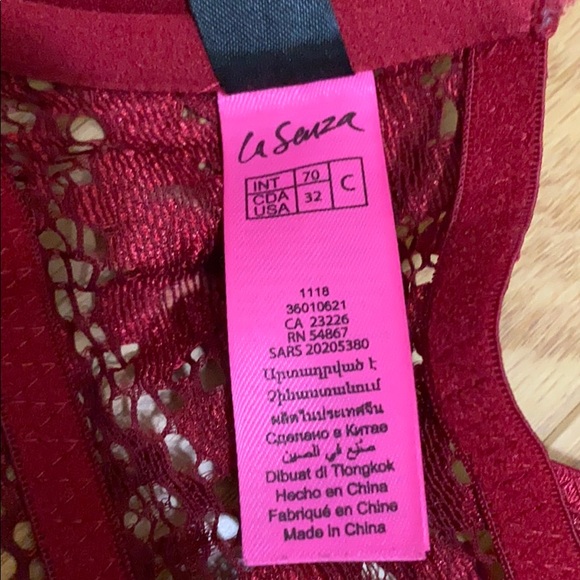 La Senza
INT 70 C
CDA USA 32
1118
36010621
CA 23226
RN 54867
SARS 20205380
Արտադրված է
Չինաստանում
ผลิตในประเทศจีน
Сделано в Китае
صنع في الصين
Dibuat di Tiongkok
Hecho en China
Fabriqué en Chine
Made in China